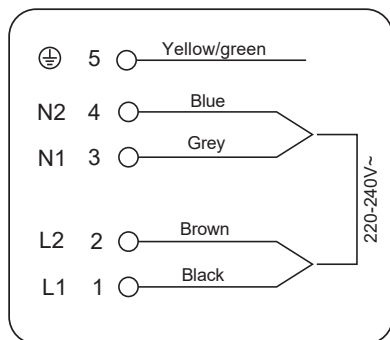 5 Yellow/green
N2 4 Blue
N1 3 Grey
L2 2 Brown
L1 1 Black
220-240V~